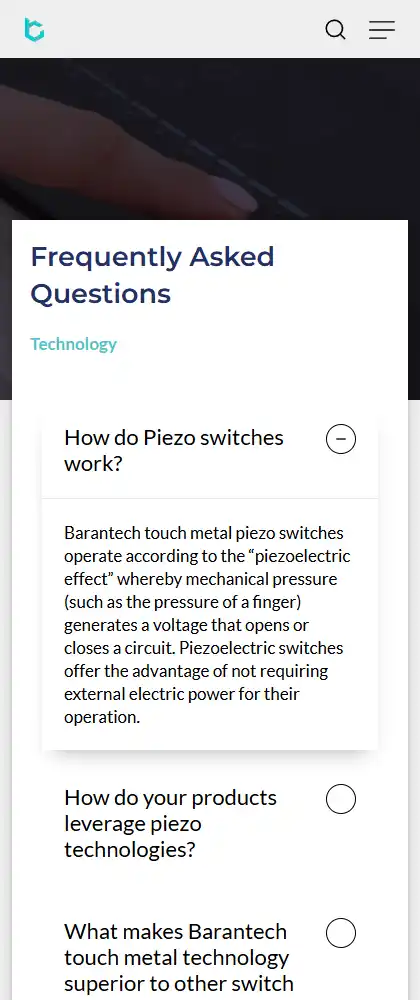 Frequently Asked
Questions
Technology
How do Piezo switches
work?
Barantech touch metal piezo switches
operate according to the “piezoelectric
effect” whereby mechanical pressure
(such as the pressure of a finger)
generates a voltage that opens or
closes a circuit. Piezoelectric switches
offer the advantage of not requiring
external electric power for their
operation.
How do your products
leverage piezo
technologies?
What makes Barantech
touch metal technology
superior to other switch